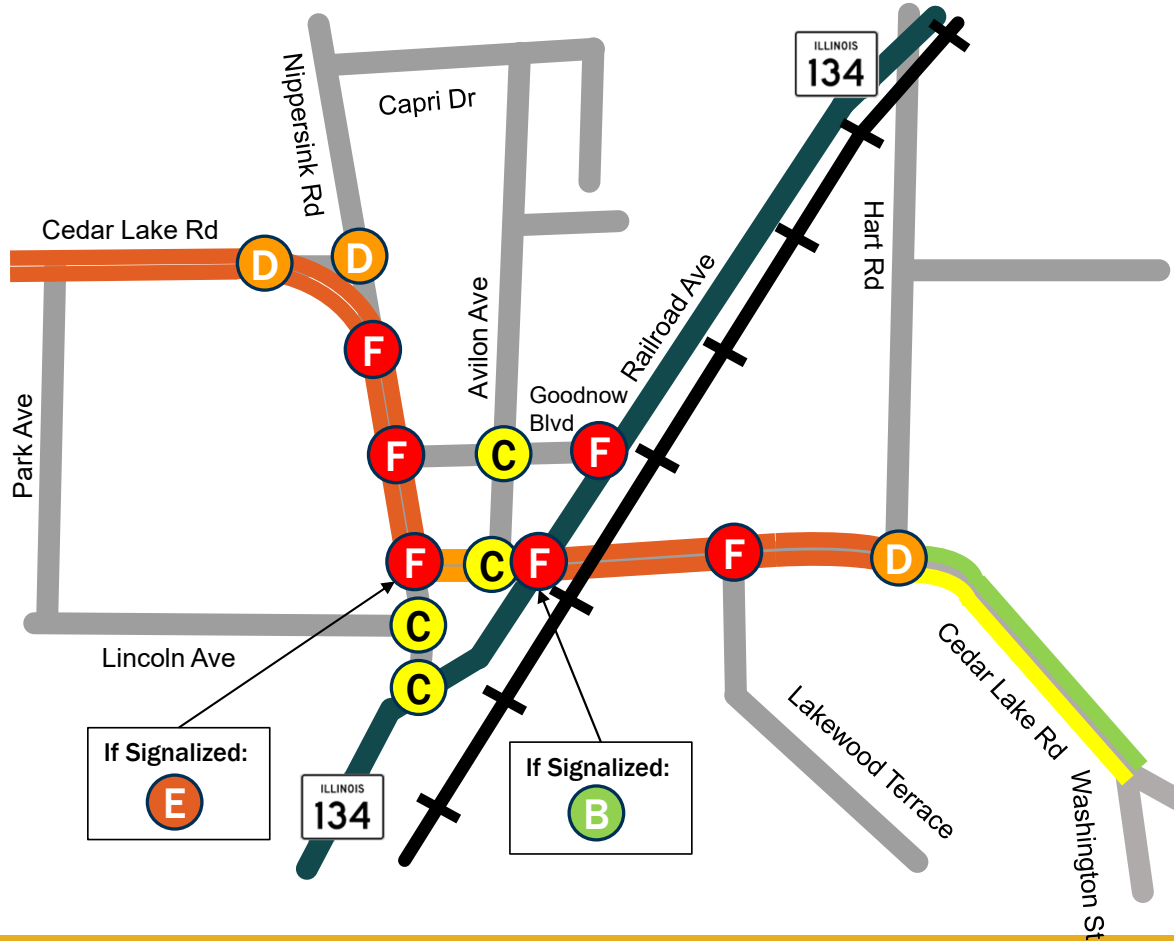 ILLINOIS
134
Nippersink Rd
Capri Dr
Cedar Lake Rd
D
D
Hart Rd
Railroad Ave
Avilon Ave
F
Goodnow
Blvd
Park Ave
F
C
F
F
C
F
F
D
C
Lincoln Ave
C
Cedar Lake Rd
Lakewood Terrace
Washington St
If Signalized:
E
If Signalized:
B
ILLINOIS
134